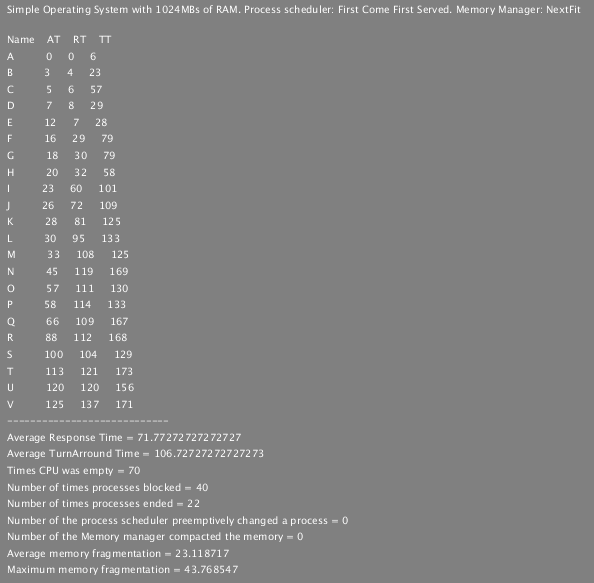 Simple Operating System with 1024MBs of RAM. Process scheduler: First Come First Served. Memory Manager: NextFit
Name AT RT TT
A 0 0 6
B 3 4 23
C 5 6 57
D 7 8 29
E 12 7 28
F 16 29 79
G 18 30 79
H 20 32 58
I 23 60 101
J 26 72 109
K 28 81 125
L 30 95 133
M 33 108 125
N 45 119 169
O 57 111 130
P 58 114 133
Q 66 109 167
R 88 112 168
S 100 104 129
T 113 121 173
U 120 120 156
V 125 137 171
----------------------------
Average Response Time = 71.77272727272727
Average TurnArround Time = 106.72727272727273
Times CPU was empty = 70
Number of times processes blocked = 40
Number of times processes ended = 22
Number of the process scheduler preemptively changed a process = 0
Number of the Memory manager compacted the memory = 0
Average memory fragmentation = 23.118717
Maximum memory fragmentation = 43.768547